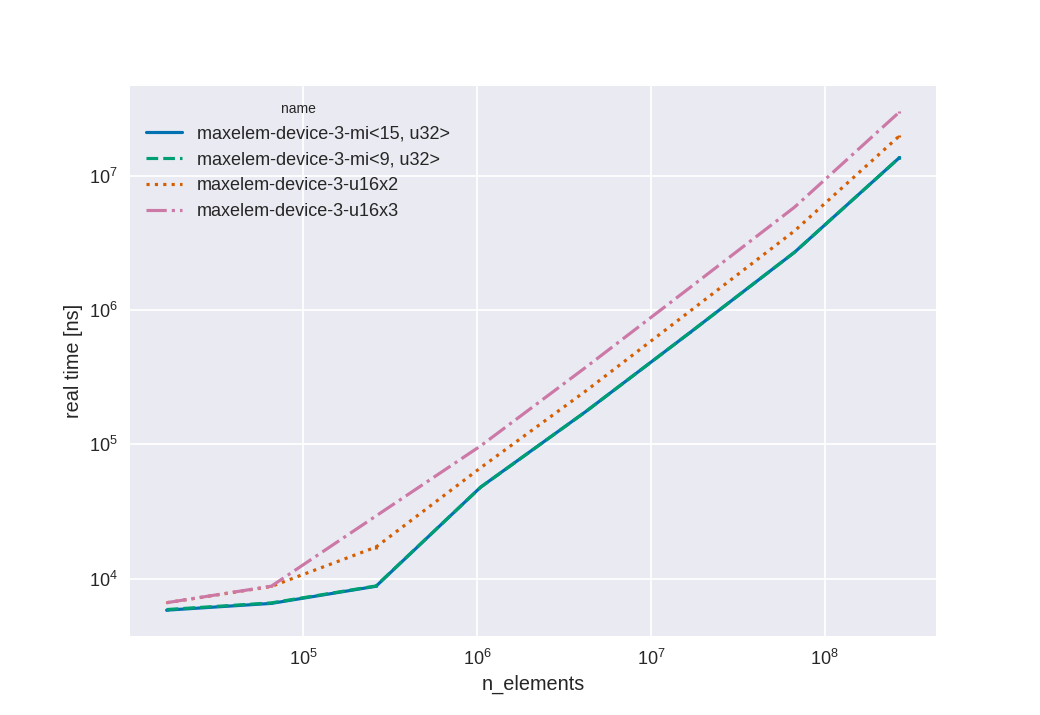 name
maxelem-device-3-mi<15, u32>
maxelem-device-3-mi<9, u32>
maxelem-device-3-u16x2
maxelem-device-3-u16x3
10⁷
10⁶
10⁵
10⁴
real time [ns]
10⁵ 10⁶ 10⁷ 10⁸
n_elements